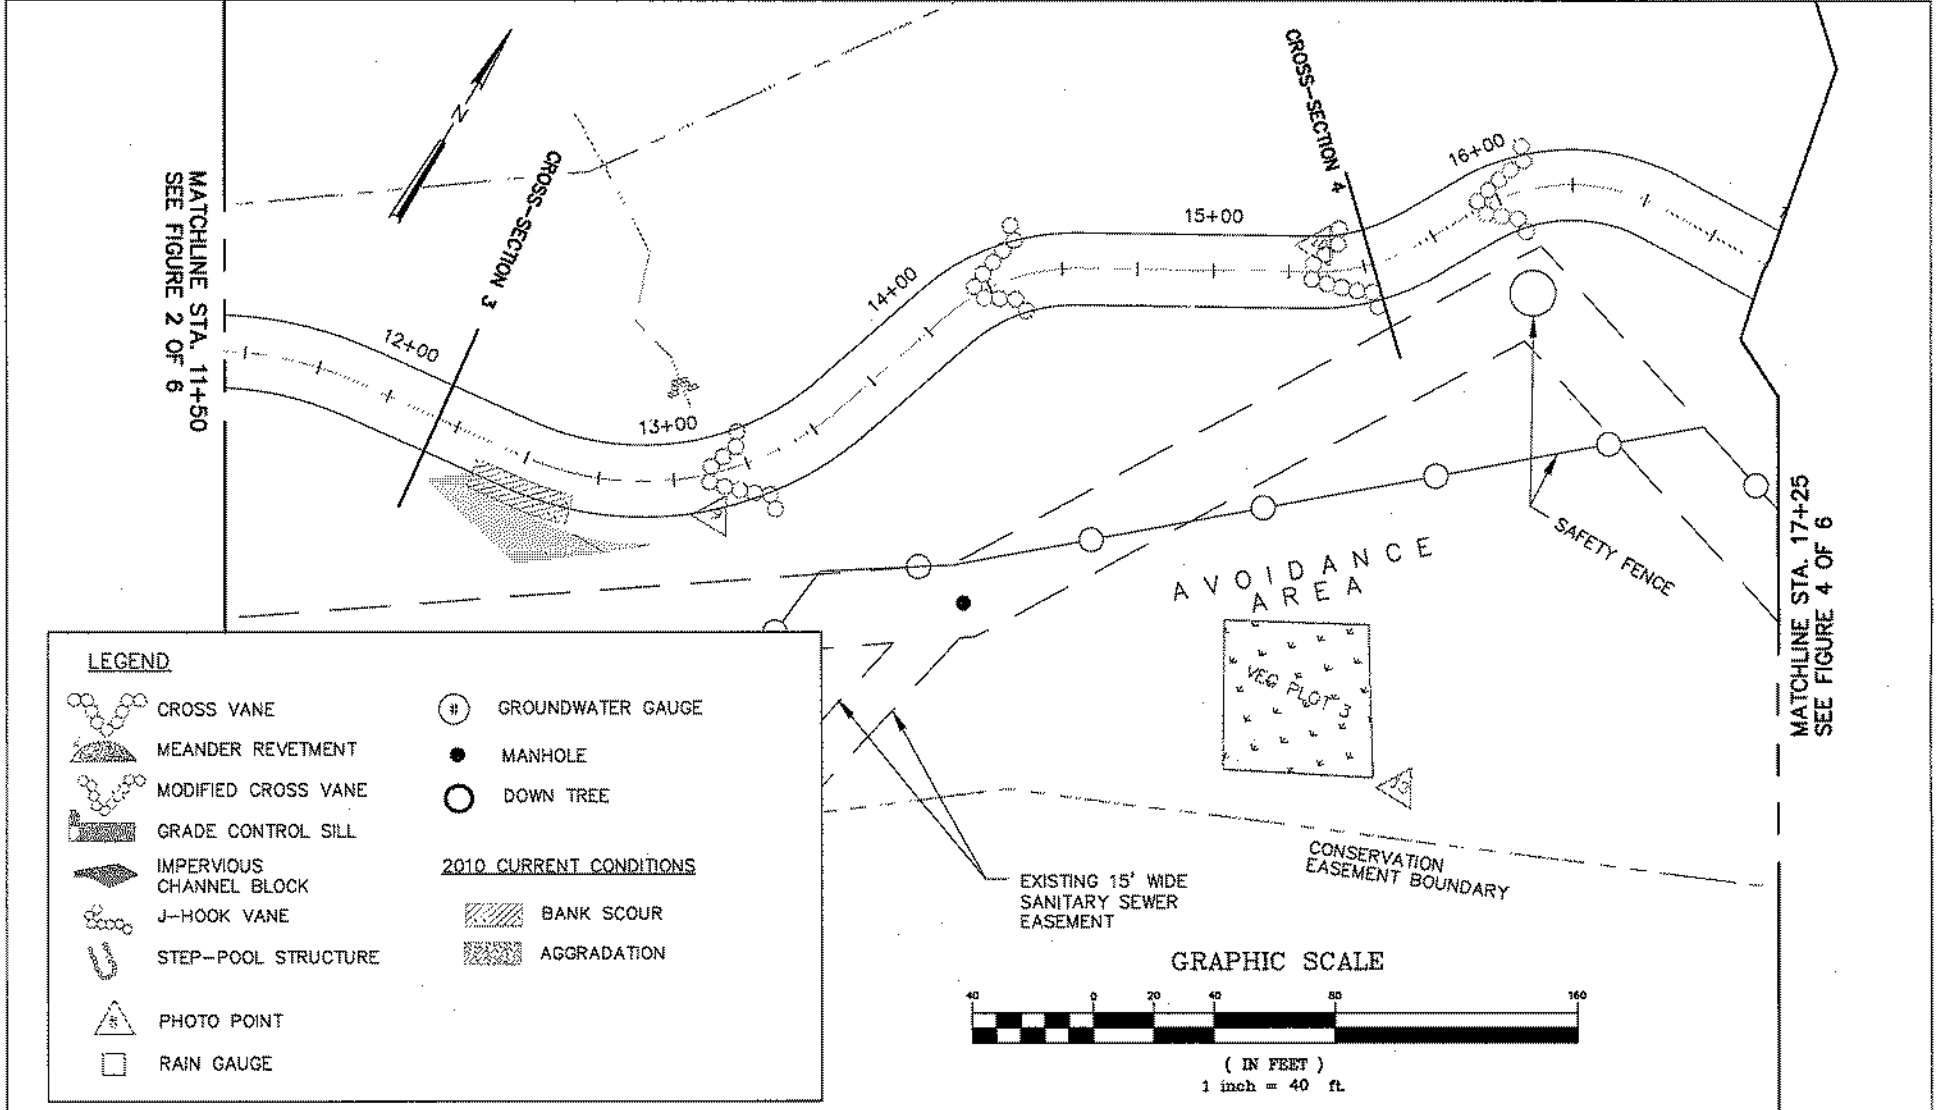 N
CROSS-SECTION 3
CROSS-SECTION 4
MATCHLINE STA. 11+50
SEE FIGURE 2 OF 6
12+00
13+00
14+00
15+00
16+00
SAFETY FENCE
MATCHLINE STA. 17+25
SEE FIGURE 4 OF 6
AVOIDANCE
AREA
VEG PLOT 3
13
CONSERVATION
EASEMENT BOUNDARY
EXISTING 15' WIDE
SANITARY SEWER
EASEMENT
LEGEND
CROSS VANE
MEANDER REVETMENT
MODIFIED CROSS VANE
GRADE CONTROL SILL
IMPERVIOUS
CHANNEL BLOCK
J-HOOK VANE
STEP-POOL STRUCTURE
PHOTO POINT
RAIN GAUGE
# GROUNDWATER GAUGE
MANHOLE
DOWN TREE
2010 CURRENT CONDITIONS
BANK SCOUR
AGGRADATION
GRAPHIC SCALE
40 0 20 40 80 160
( IN FEET )
1 inch = 40 ft.